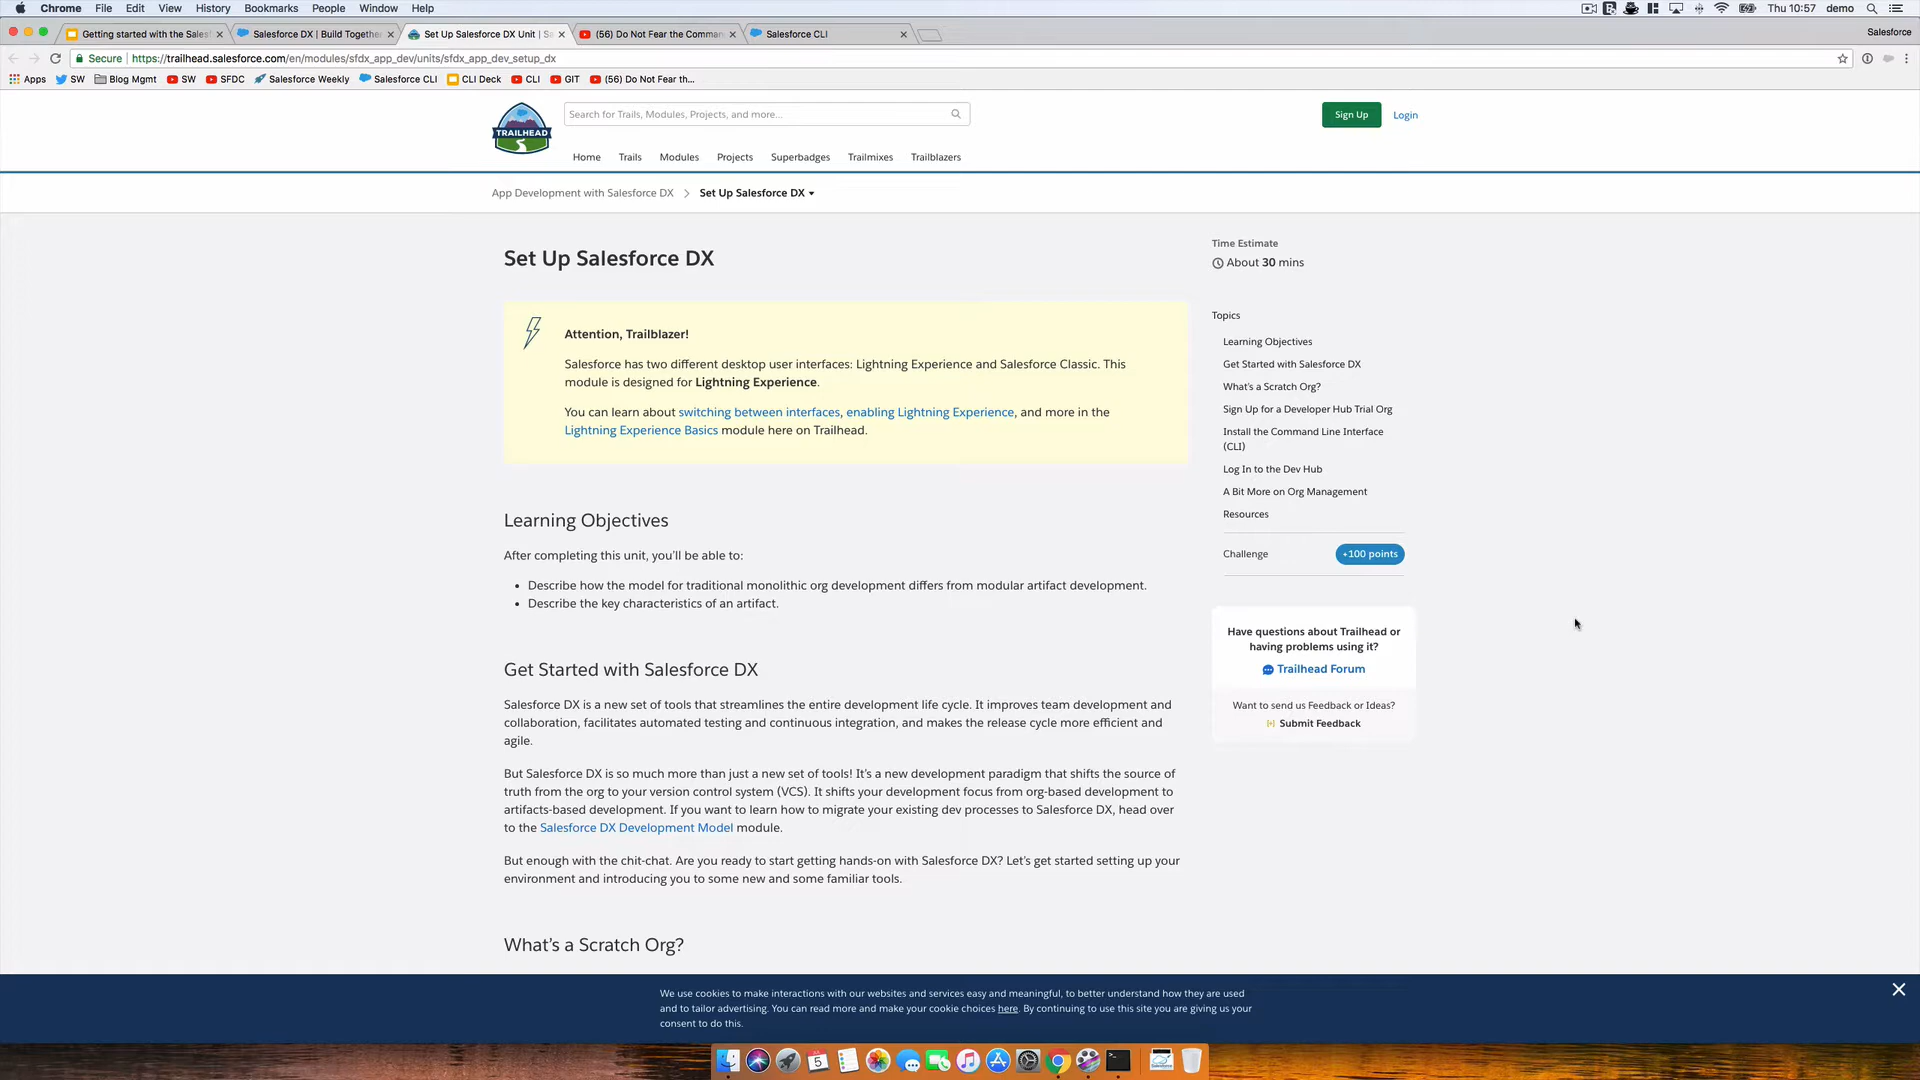 Chrome File Edit View History Bookmarks People Window Help
Thu 10:57 demo
Getting started with the Salesf
Salesforce DX | Build Together
Set Up Salesforce DX Unit | Sa
(56) Do Not Fear the Comman
Salesforce CLI
Salesforce
Secure https://trailhead.salesforce.com/en/modules/sfdx_app_dev/units/sfdx_app_dev_setup_dx
Apps SW Blog Mgmt SW SFDC Salesforce Weekly Salesforce CLI CLI Deck CLI GIT (56) Do Not Fear th...
TRAILHEAD
Search for Trails, Modules, Projects, and more...
Sign Up
Login
Home Trails Modules Projects Superbadges Trailmixes Trailblazers
App Development with Salesforce DX Set Up Salesforce DX
Set Up Salesforce DX
Attention, Trailblazer!
Salesforce has two different desktop user interfaces: Lightning Experience and Salesforce Classic. This
module is designed for Lightning Experience.
You can learn about switching between interfaces, enabling Lightning Experience, and more in the
Lightning Experience Basics module here on Trailhead.
Learning Objectives
After completing this unit, you'll be able to:
• Describe how the model for traditional monolithic org development differs from modular artifact development.
• Describe the key characteristics of an artifact.
Get Started with Salesforce DX
Salesforce DX is a new set of tools that streamlines the entire development life cycle. It improves team development and
collaboration, facilitates automated testing and continuous integration, and makes the release cycle more efficient and
agile.
But Salesforce DX is so much more than just a new set of tools! It's a new development paradigm that shifts the source of
truth from the org to your version control system (VCS). It shifts your development focus from org-based development to
artifacts-based development. If you want to learn how to migrate your existing dev processes to Salesforce DX, head over
to the Salesforce DX Development Model module.
But enough with the chit-chat. Are you ready to start getting hands-on with Salesforce DX? Let's get started setting up your
environment and introducing you to some new and some familiar tools.
What's a Scratch Org?
Time Estimate
About 30 mins
Topics
Learning Objectives
Get Started with Salesforce DX
What's a Scratch Org?
Sign Up for a Developer Hub Trial Org
Install the Command Line Interface
(CLI)
Log In to the Dev Hub
A Bit More on Org Management
Resources
Challenge +100 points
Have questions about Trailhead or
having problems using it?
Trailhead Forum
Want to send us Feedback or Ideas?
Submit Feedback
We use cookies to make interactions with our websites and services easy and meaningful, to better understand how they are used
and to tailor advertising. You can read more and make your cookie choices here. By continuing to use this site you are giving us your
consent to do this.
5